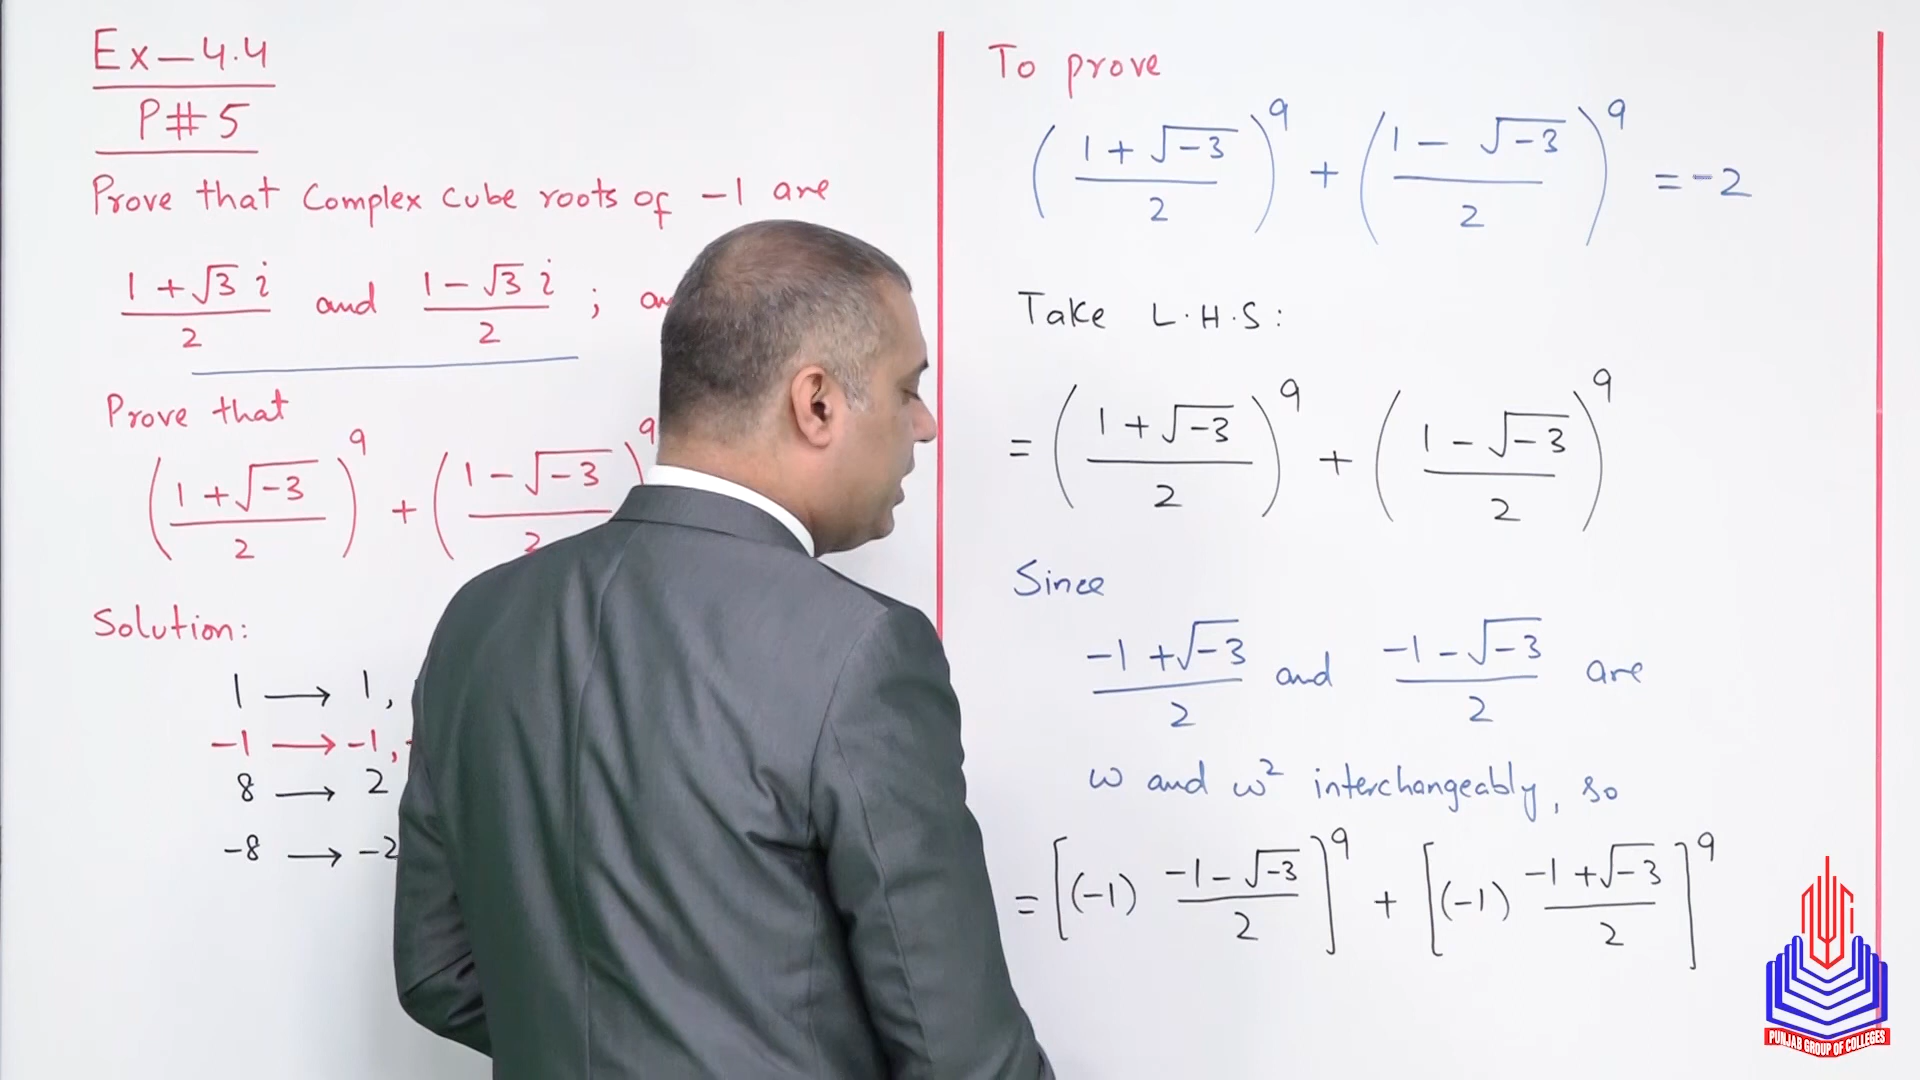 Ex-4.4
P# 5
Prove that Complex cube roots of -1 are
(1 + √3 i)/2 and (1 - √3 i)/2 ;
Prove that
((1 + √-3)/2)^9 + ((1 - √-3)/2)^9
Solution:
1 → 1,
-1 → -1,
8 → 2
-8 → -2
To prove
((1 + √-3)/2)^9 + ((1 - √-3)/2)^9 = -2
Take L.H.S:
= ((1 + √-3)/2)^9 + ((1 - √-3)/2)^9
Since
(-1 + √-3)/2 and (-1 - √-3)/2 are
ω and ω² interchangeably, so
= [(-1) (-1 - √-3)/2]^9 + [(-1) (-1 + √-3)/2]^9
PUNJAB GROUP OF COLLEGES